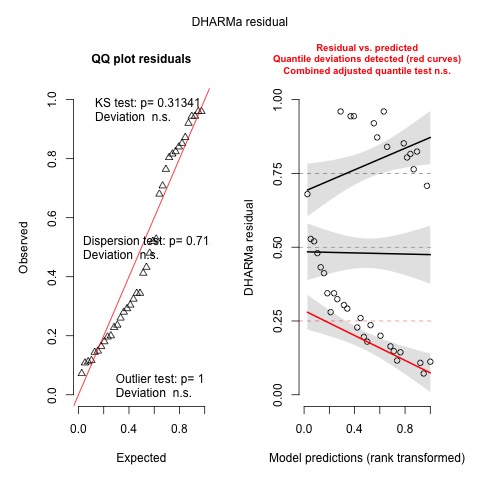 DHARMa residual
QQ plot residuals
KS test: p= 0.31341
Deviation n.s.
Dispersion test: p= 0.71
Deviation n.s.
Outlier test: p= 1
Deviation n.s.
Observed
0.0 0.2 0.4 0.6 0.8 1.0
0.0 0.4 0.8
Expected
Residual vs. predicted
Quantile deviations detected (red curves)
Combined adjusted quantile test n.s.
DHARMa residual
0.00 0.25 0.50 0.75 1.00
0.0 0.4 0.8
Model predictions (rank transformed)